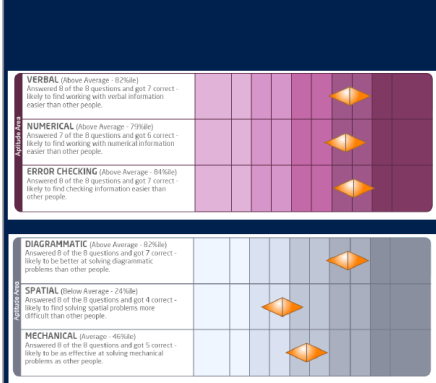 VERBAL (Above Average - 82%ile)
Answered 8 of the 8 questions and got 7 correct -
likely to find working with verbal information
easier than other people.
NUMERICAL (Above Average - 79%ile)
Answered 7 of the 8 questions and got 6 correct -
likely to find working with numerical information
easier than other people.
ERROR CHECKING (Above Average - 84%ile)
Answered 8 of the 8 questions and got 7 correct -
likely to find checking information easier than
other people.
Aptitude Area
DIAGRAMMATIC (Above Average - 82%ile)
Answered 8 of the 8 questions and got 7 correct -
likely to be better at solving diagrammatic
problems than other people.
SPATIAL (Below Average - 24%ile)
Answered 8 of the 8 questions and got 4 correct -
likely to find solving spatial problems more
difficult than other people.
MECHANICAL (Average - 46%ile)
Answered 8 of the 8 questions and got 5 correct -
likely to be as effective at solving mechanical
problems as other people.
Aptitude Area